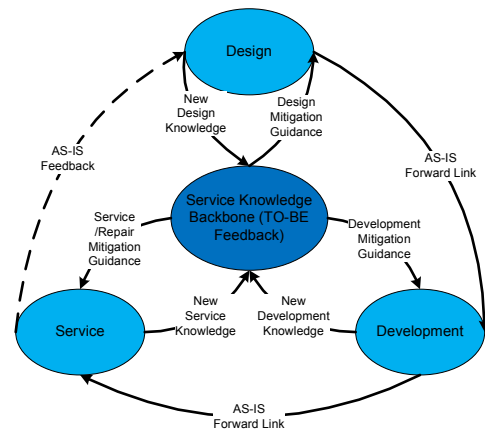 Design
New
Design
Knowledge
Design
Mitigation
Guidance
AS-IS
Feedback
AS-IS
Forward Link
Service Knowledge
Backbone (TO-BE
Feedback)
Service
/Repair
Mitigation
Guidance
Development
Mitigation
Guidance
New
Service
Knowledge
New
Development
Knowledge
Service
Development
AS-IS
Forward Link